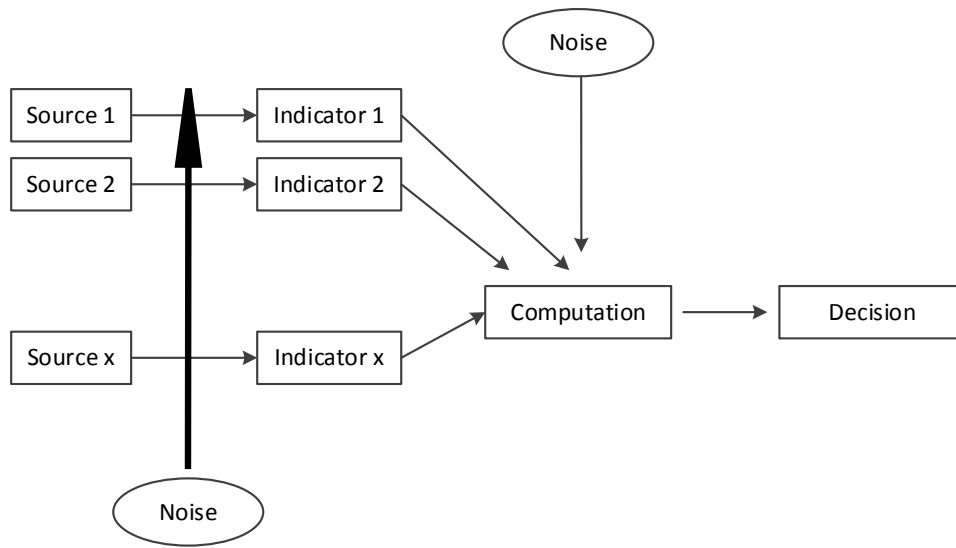 Noise
Source 1
Indicator 1
Source 2
Indicator 2
Computation
Decision
Source x
Indicator x
Noise